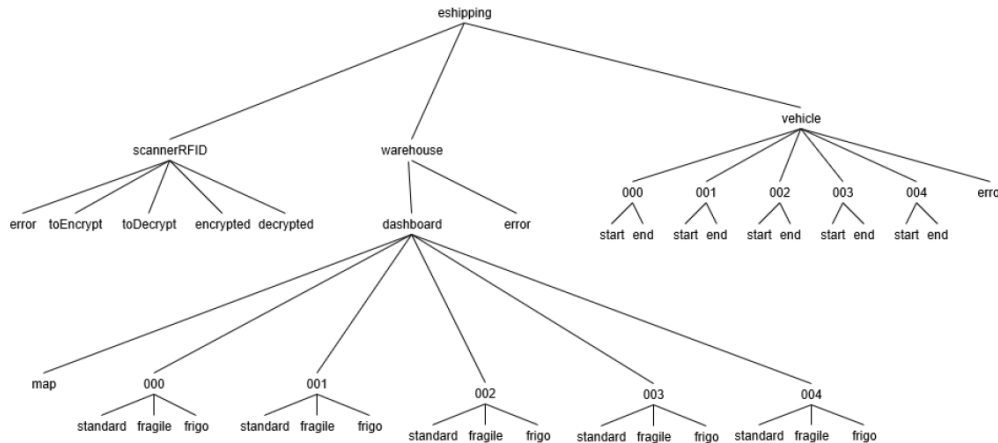 eshipping
vehicle
scannerRFID warehouse
000 001 002 003 004 erro
error toEncrypt toDecrypt encrypted decrypted dashboard error
start end start end start end start end start end
map 000 001 002 003 004
standard fragile frigo standard fragile frigo standard fragile frigo standard fragile frigo standard fragile frigo